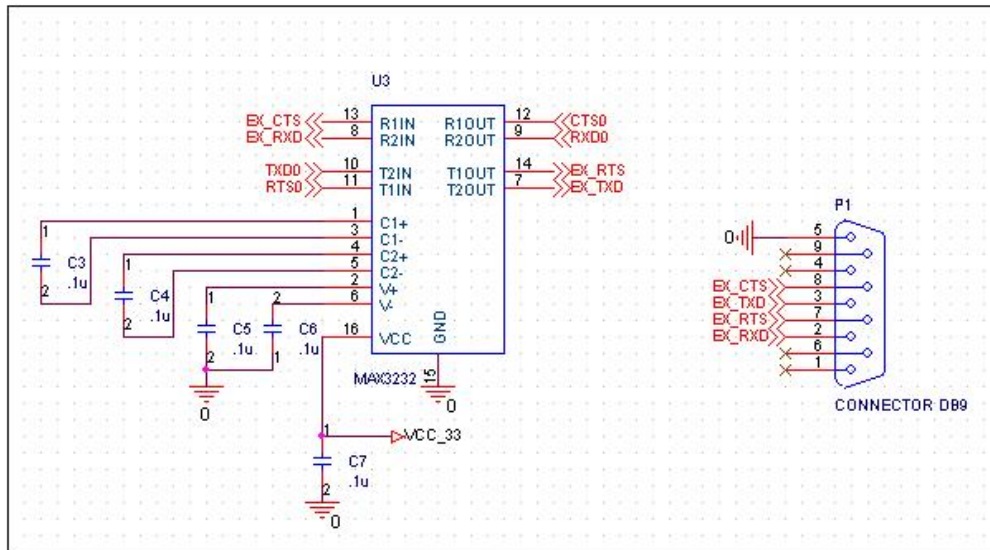 U3
EX_CTS 13 R1IN R1OUT 12 CTS0
EX_RXD 8 R2IN R2OUT 9 RXD0
TXD0 10 T2IN T1OUT 14 EX_RTS
RTS0 11 T1IN T2OUT 7 EX_TXD
1 C1+
3 C1-
4 C2+
5 C2-
2 V+
6 V-
16 VCC
GND
15
MAX3232
0
1
C3
.1u
2
1
C4
.1u
2
1
C5
.1u
2
2
C6
.1u
1
0
1
VCC_33
C7
.1u
2
0
P1
0 5
9
4
EX_CTS 8
EX_TXD 3
EX_RTS 7
EX_RXD 2
6
1
CONNECTOR DB9